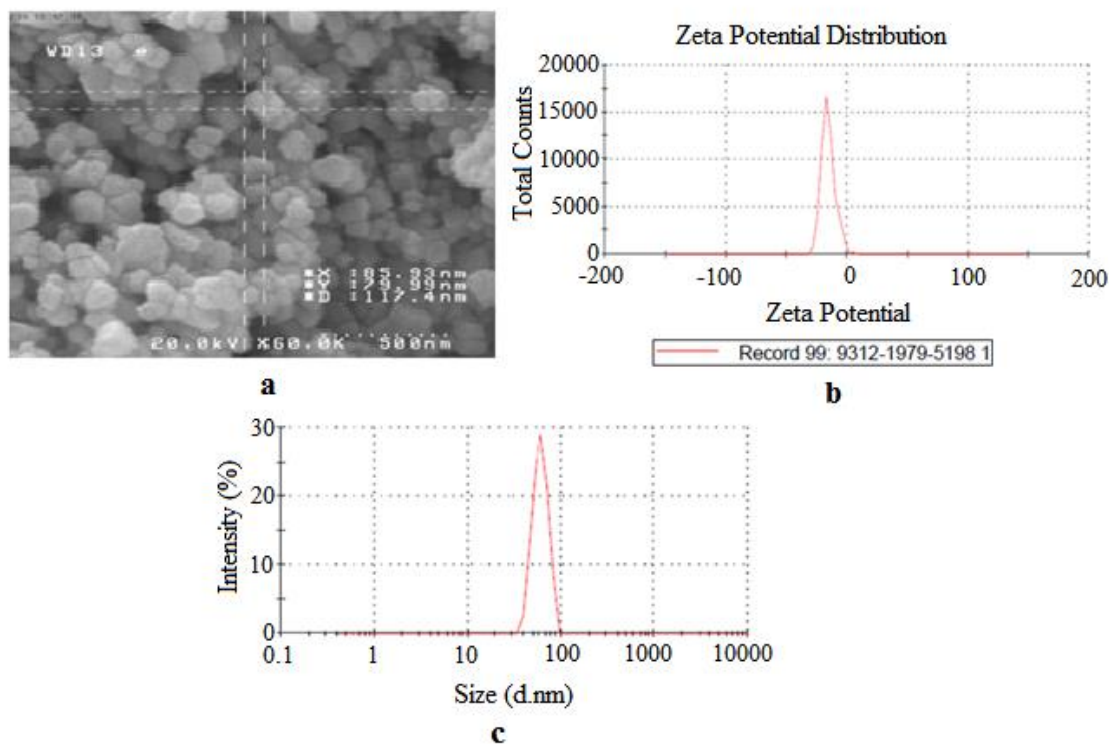 WD13
X :85.93nm
Y :79.99nm
D :117.4nm
20.0kV X60.0K 500nm
a
Zeta Potential Distribution
Total Counts
20000
15000
10000
5000
0
-200 -100 0 100 200
Zeta Potential
Record 99: 9312-1979-5198 1
b
Intensity (%)
30
20
10
0
0.1 1 10 100 1000 10000
Size (d.nm)
c